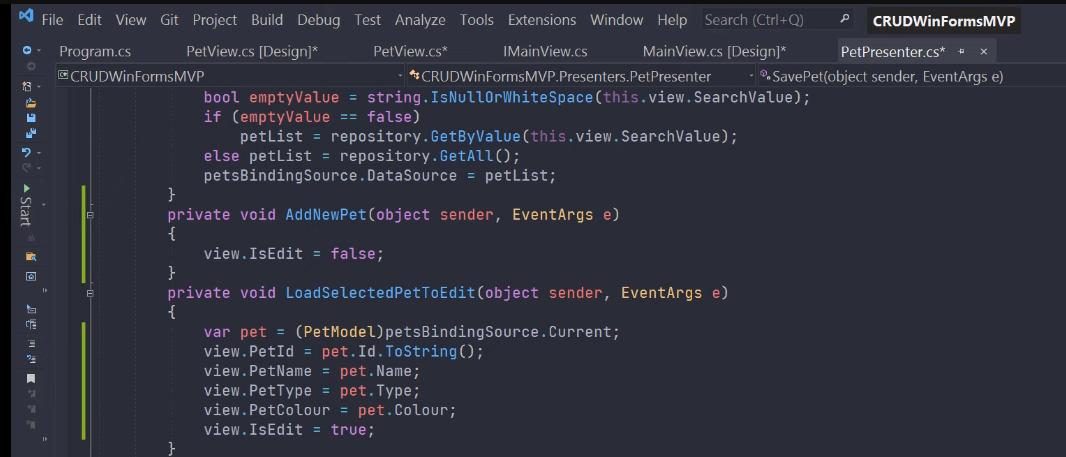 File Edit View Git Project Build Debug Test Analyze Tools Extensions Window Help Search (Ctrl+Q) CRUDWinFormsMVP
Program.cs PetView.cs [Design]* PetView.cs* IMainView.cs MainView.cs [Design]* PetPresenter.cs*
CRUDWinFormsMVP CRUDWinFormsMVP.Presenters.PetPresenter SavePet(object sender, EventArgs e)
bool emptyValue = string.IsNullOrWhiteSpace(this.view.SearchValue);
if (emptyValue == false)
petList = repository.GetByValue(this.view.SearchValue);
else petList = repository.GetAll();
petsBindingSource.DataSource = petList;
}
private void AddNewPet(object sender, EventArgs e)
{
view.IsEdit = false;
}
private void LoadSelectedPetToEdit(object sender, EventArgs e)
{
var pet = (PetModel)petsBindingSource.Current;
view.PetId = pet.Id.ToString();
view.PetName = pet.Name;
view.PetType = pet.Type;
view.PetColour = pet.Colour;
view.IsEdit = true;
}
Start